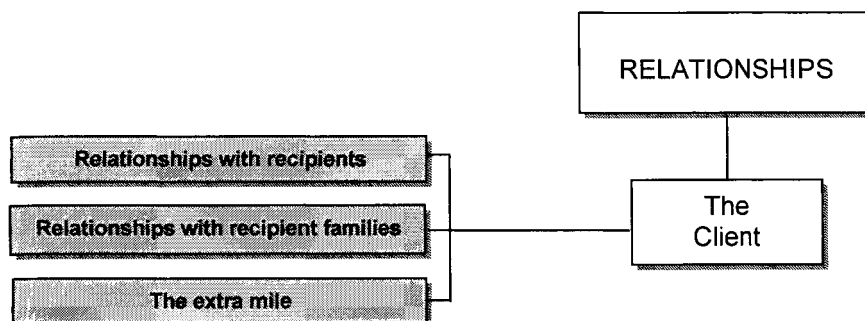 RELATIONSHIPS
Relationships with recipients
Relationships with recipient families
The extra mile
The
Client